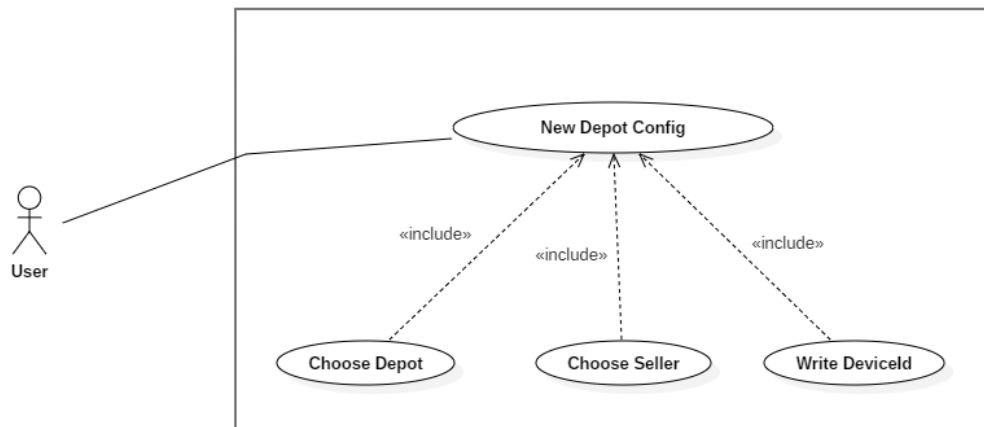 New Depot Config
«include»
«include»
«include»
User
Choose Depot
Choose Seller
Write DeviceId